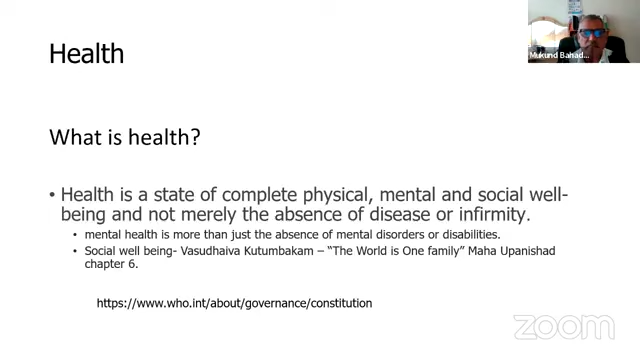 Health
Mukund Bahad...
What is health?
• Health is a state of complete physical, mental and social well-
being and not merely the absence of disease or infirmity.
• mental health is more than just the absence of mental disorders or disabilities.
• Social well being- Vasudhaiva Kutumbakam – “The World is One family” Maha Upanishad
chapter 6.
https://www.who.int/about/governance/constitution
zoom